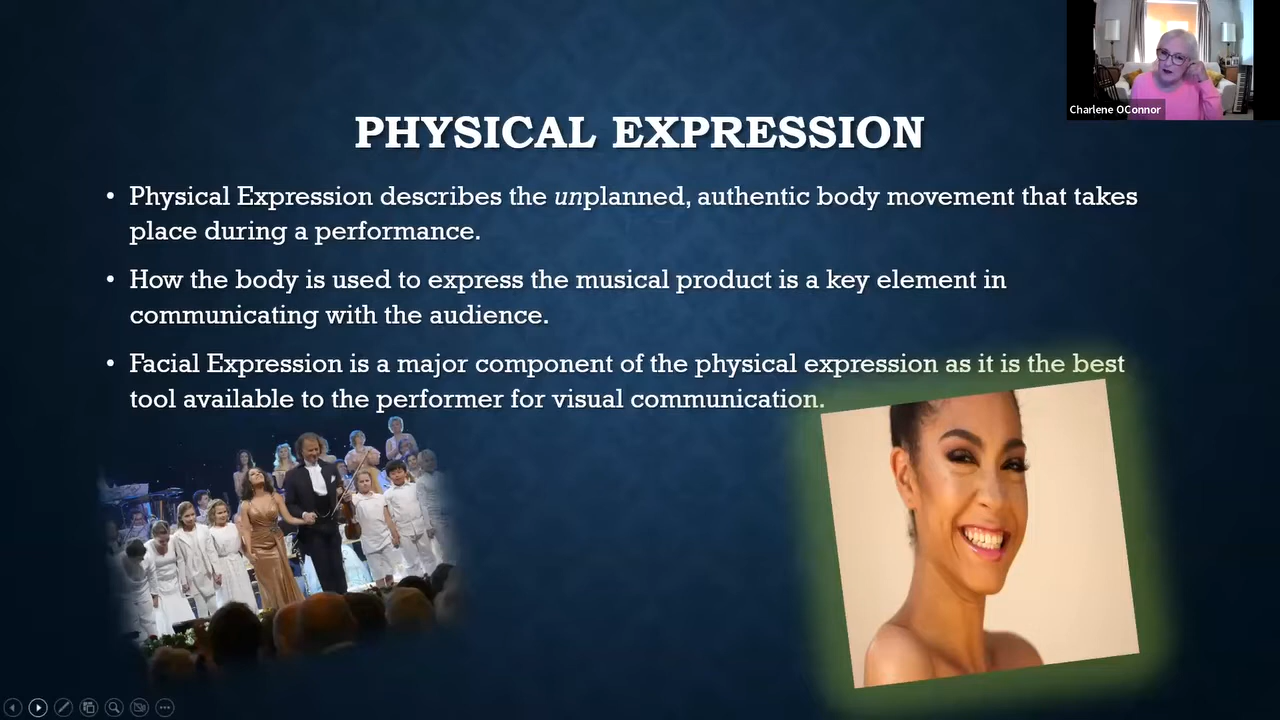 Charlene OConnor
PHYSICAL EXPRESSION
• Physical Expression describes the unplanned, authentic body movement that takes
place during a performance.
• How the body is used to express the musical product is a key element in
communicating with the audience.
• Facial Expression is a major component of the physical expression as it is the best
tool available to the performer for visual communication.